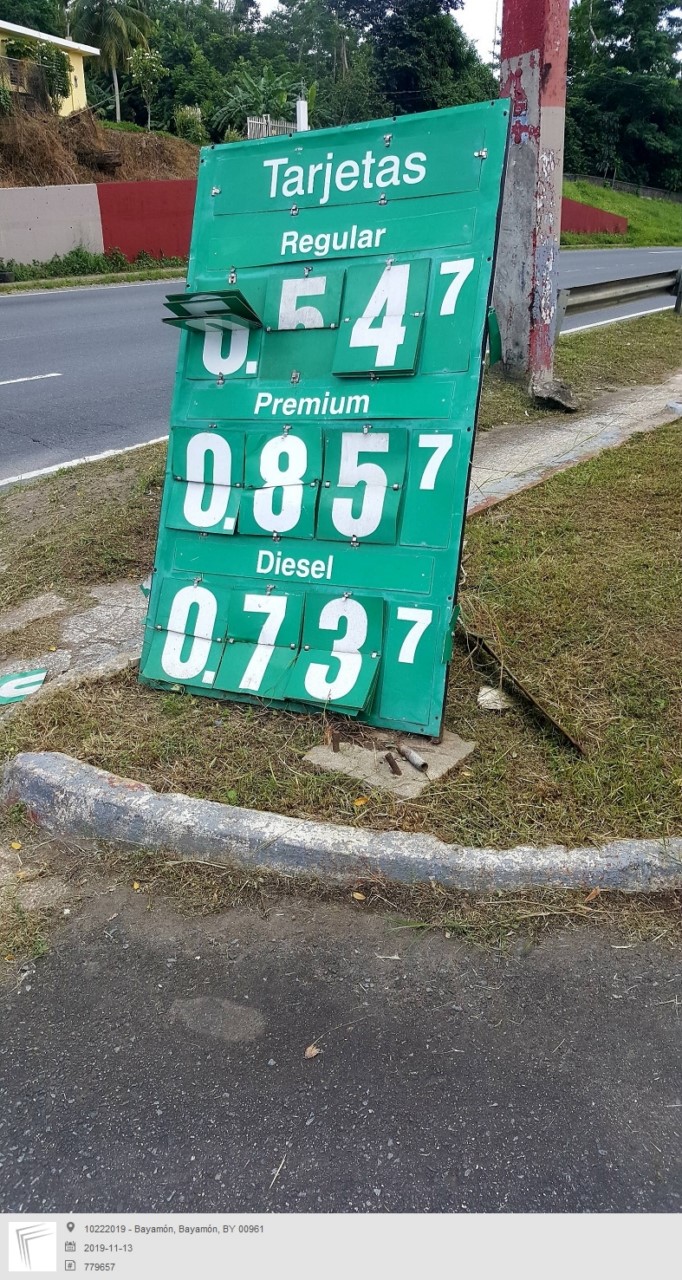 Tarjetas
Regular
0.547
Premium
0.857
Diesel
0.737
10222019 - Bayamón, Bayamón, BY 00961
2019-11-13
779657